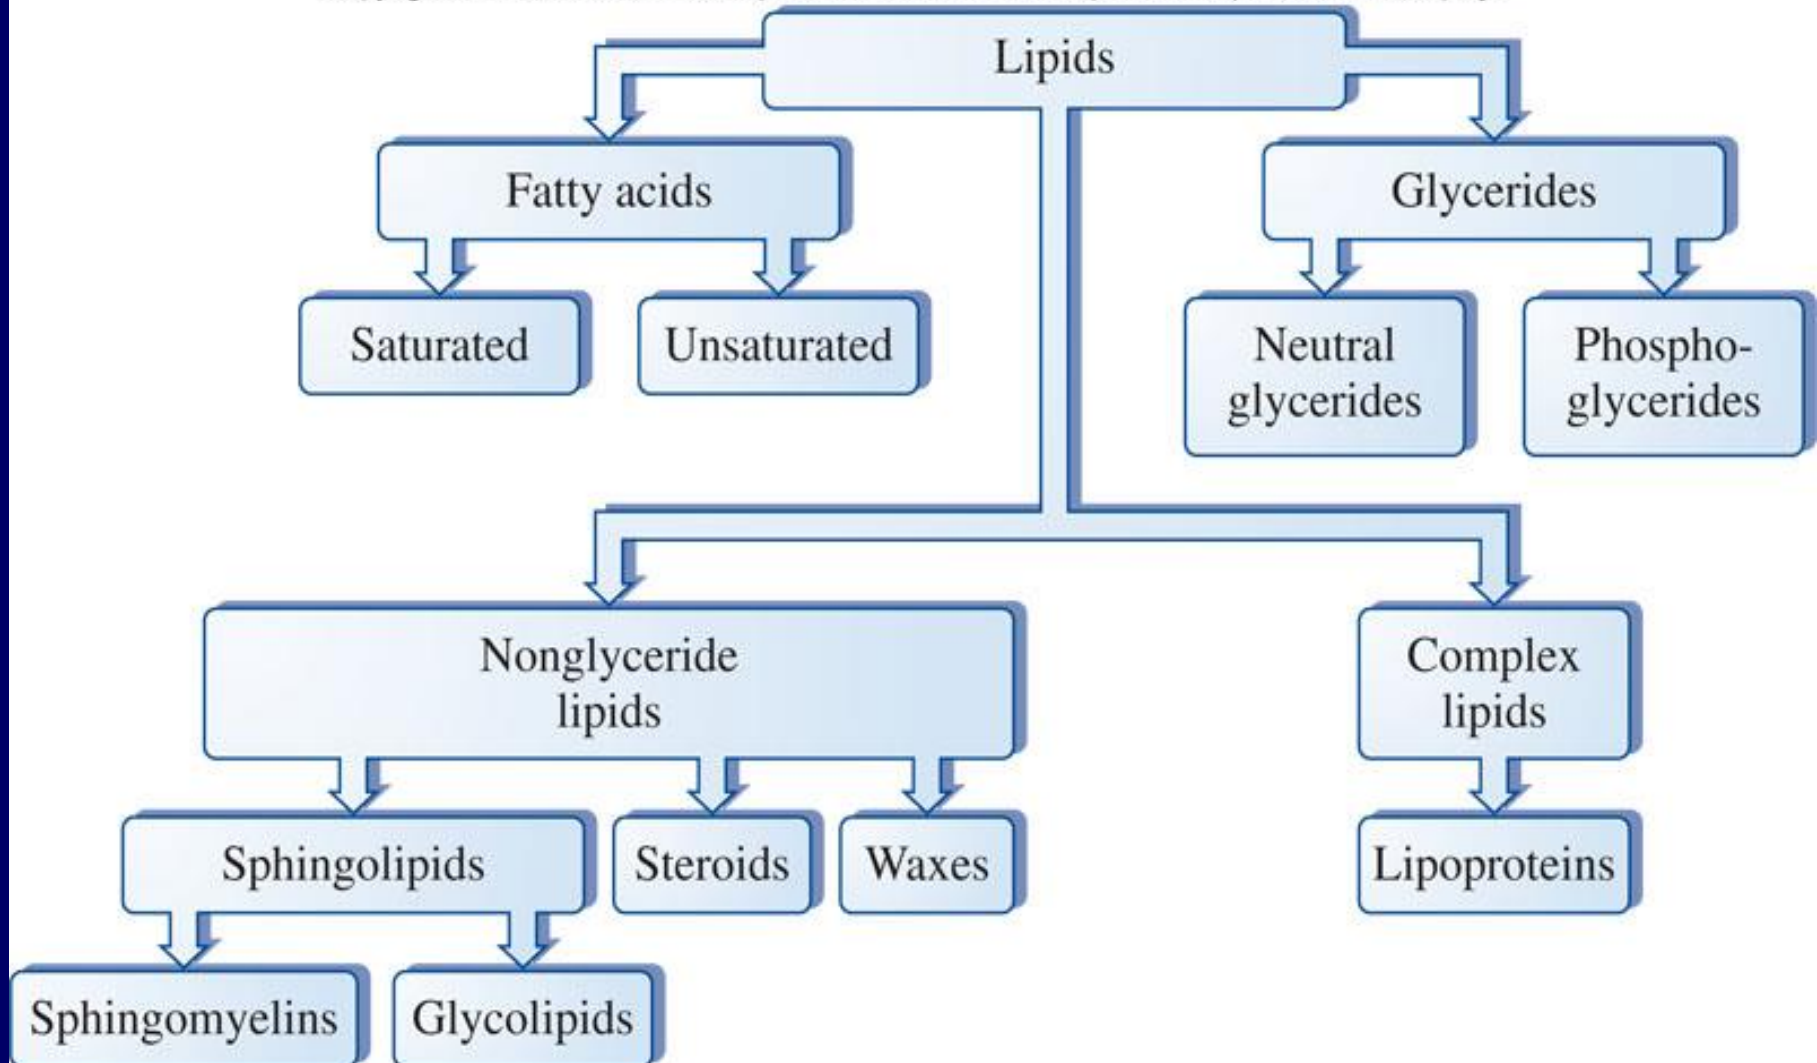 Lipids
Fatty acids
Glycerides
Saturated
Unsaturated
Neutral
glycerides
Phospho-
glycerides
Nonglyceride
lipids
Complex
lipids
Sphingolipids
Steroids
Waxes
Lipoproteins
Sphingomyelins
Glycolipids